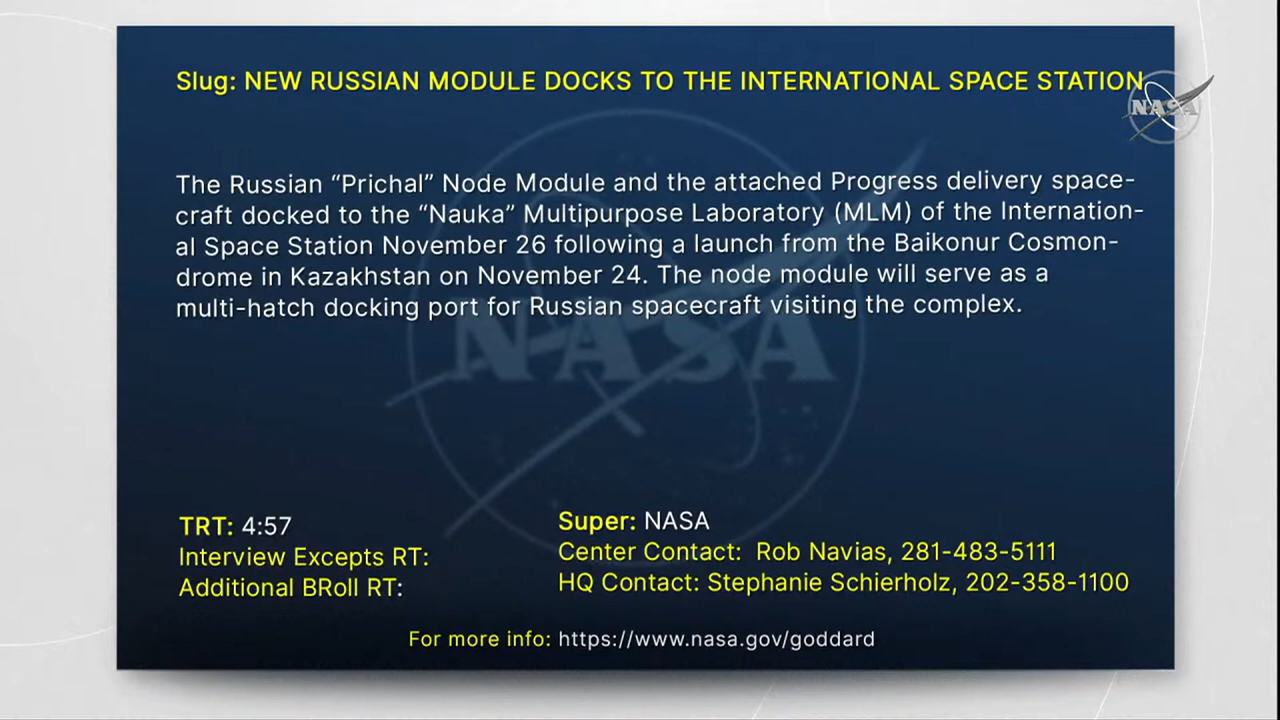 Slug: NEW RUSSIAN MODULE DOCKS TO THE INTERNATIONAL SPACE STATION
NASA
The Russian “Prichal” Node Module and the attached Progress delivery space-
craft docked to the “Nauka” Multipurpose Laboratory (MLM) of the Internation-
al Space Station November 26 following a launch from the Baikonur Cosmon-
drome in Kazakhstan on November 24. The node module will serve as a
multi-hatch docking port for Russian spacecraft visiting the complex.
NASA
TRT: 4:57
Interview Excepts RT:
Additional BRoll RT:
Super: NASA
Center Contact: Rob Navias, 281-483-5111
HQ Contact: Stephanie Schierholz, 202-358-1100
For more info: https://www.nasa.gov/goddard